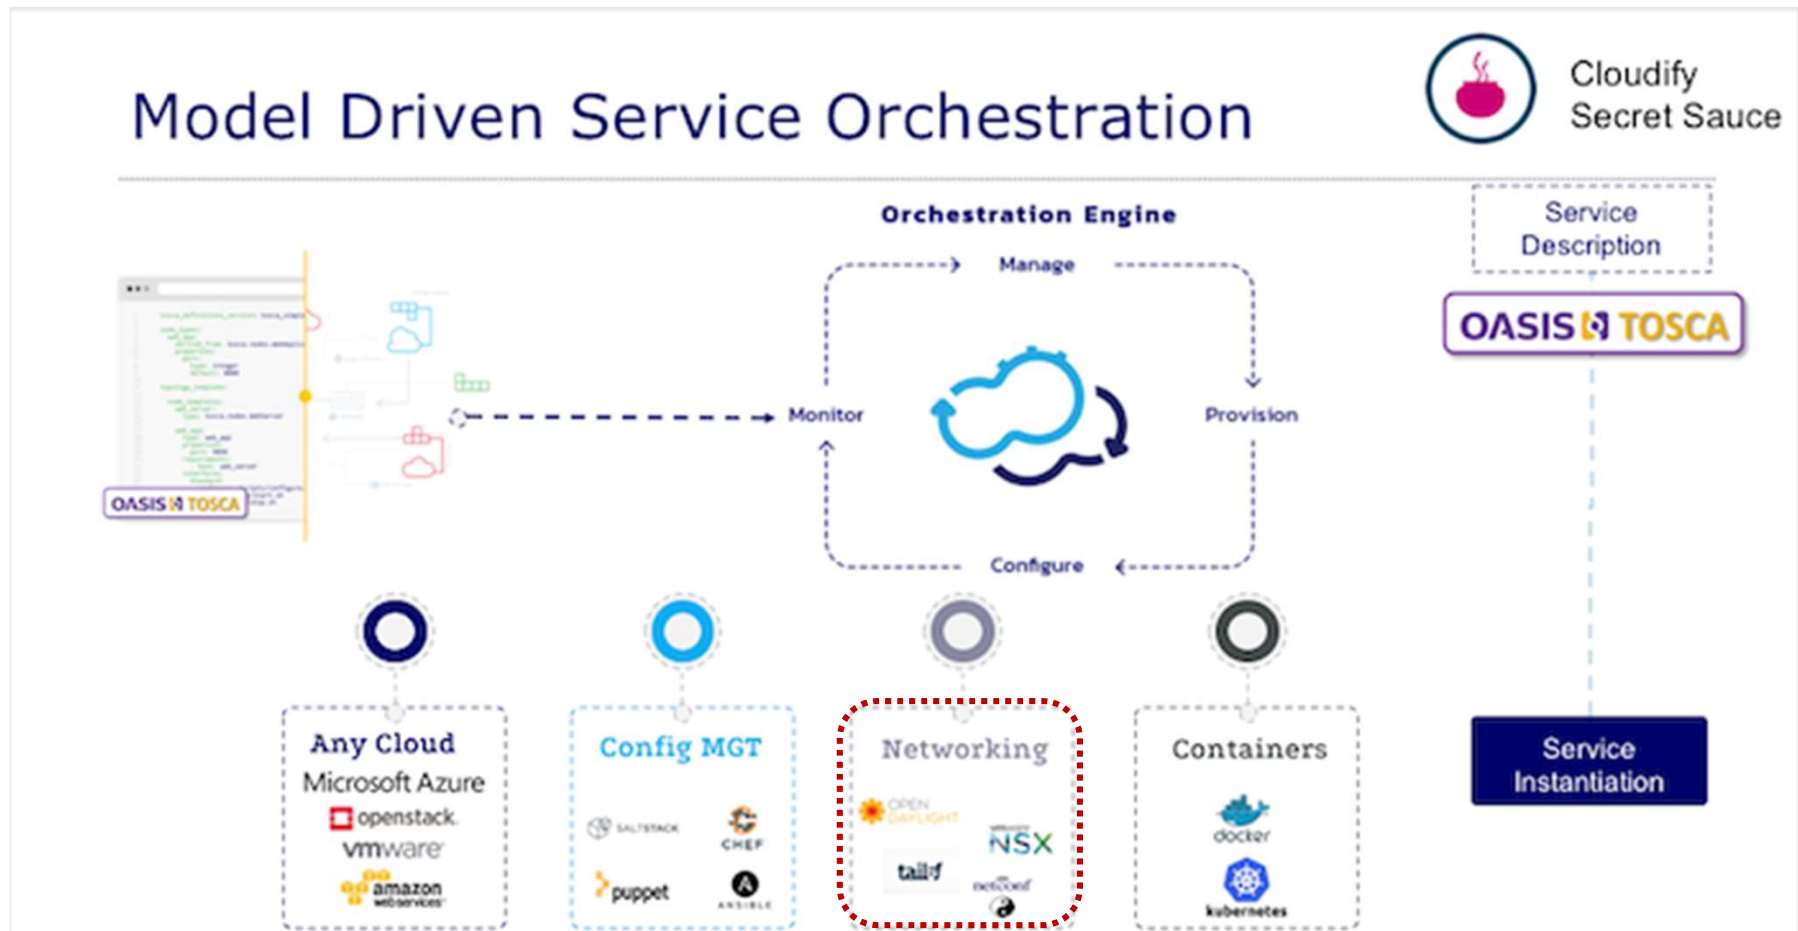 Model Driven Service Orchestration
Cloudify
Secret Sauce
Orchestration Engine
Manage
Monitor
Provision
Configure
Service
Description
OASIS TOSCA
OASIS TOSCA
Any Cloud
Microsoft Azure
openstack.
vmware
amazon
webservices
Config MGT
SALTSTACK
CHEF
puppet
ANSIBLE
Networking
OPEN
DAYLIGHT
NSX
tail-f
netconf
Containers
docker
kubernetes
Service
Instantiation